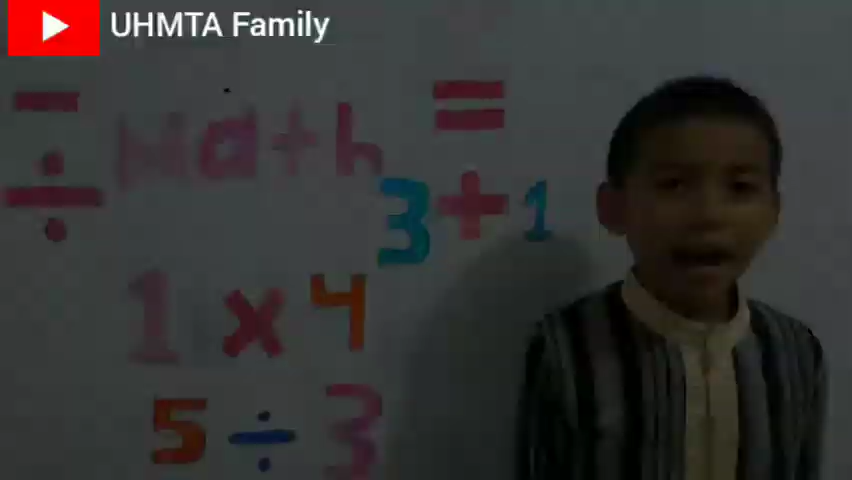 UHMTA Family
− Math =
÷ 3 + 1
1 x 4
5 ÷ 3